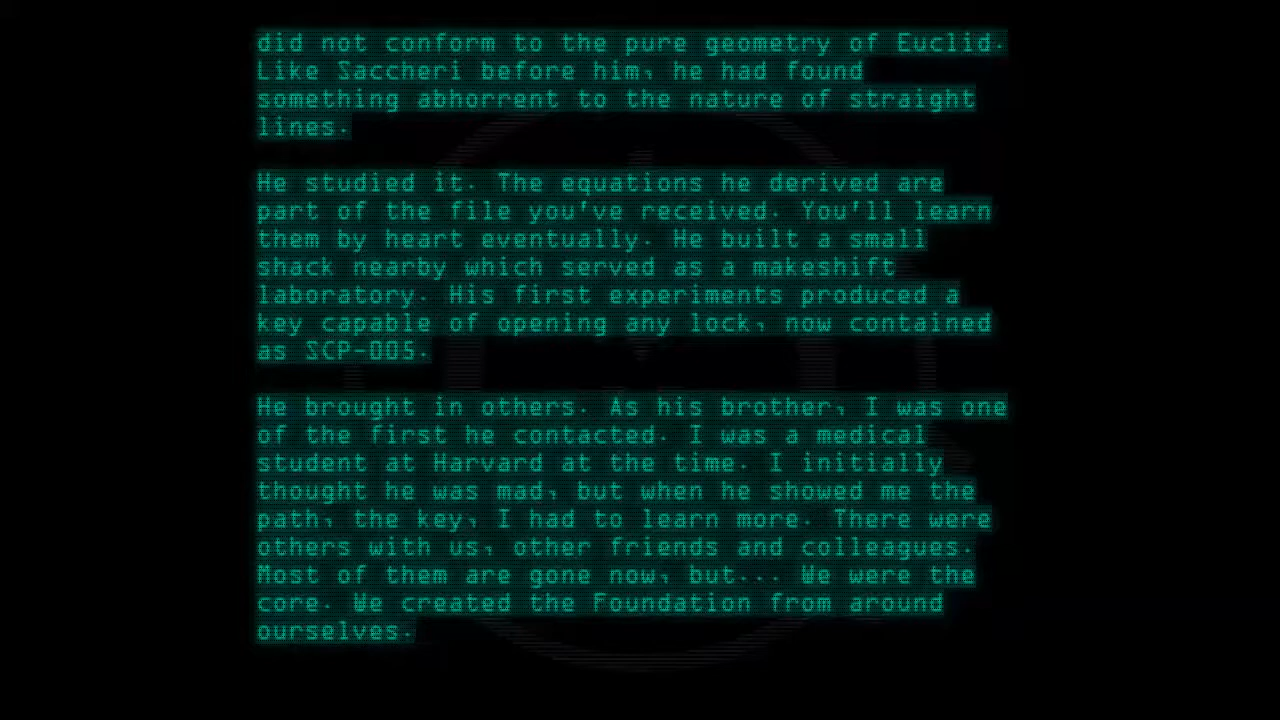 did not conform to the pure geometry of Euclid.
Like Saccheri before him, he had found
something abhorrent to the nature of straight
lines.
He studied it. The equations he derived are
part of the file you've received. You'll learn
them by heart eventually. He built a small
shack nearby which served as a makeshift
laboratory. His first experiments produced a
key capable of opening any lock, now contained
as SCP-005.
He brought in others. As his brother, I was one
of the first he contacted. I was a medical
student at Harvard at the time. I initially
thought he was mad, but when he showed me the
path, the key, I had to learn more. There were
others with us, other friends and colleagues.
Most of them are gone now, but... We were the
core. We created the Foundation from around
ourselves.